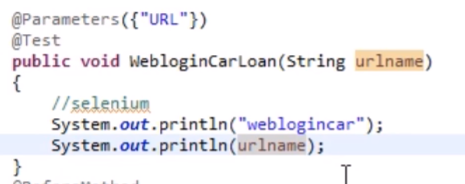 @Parameters({"URL"})
@Test
public void WebloginCarLoan(String urlname)
{
//selenium
System.out.println("weblogincar");
System.out.println(urlname);
}